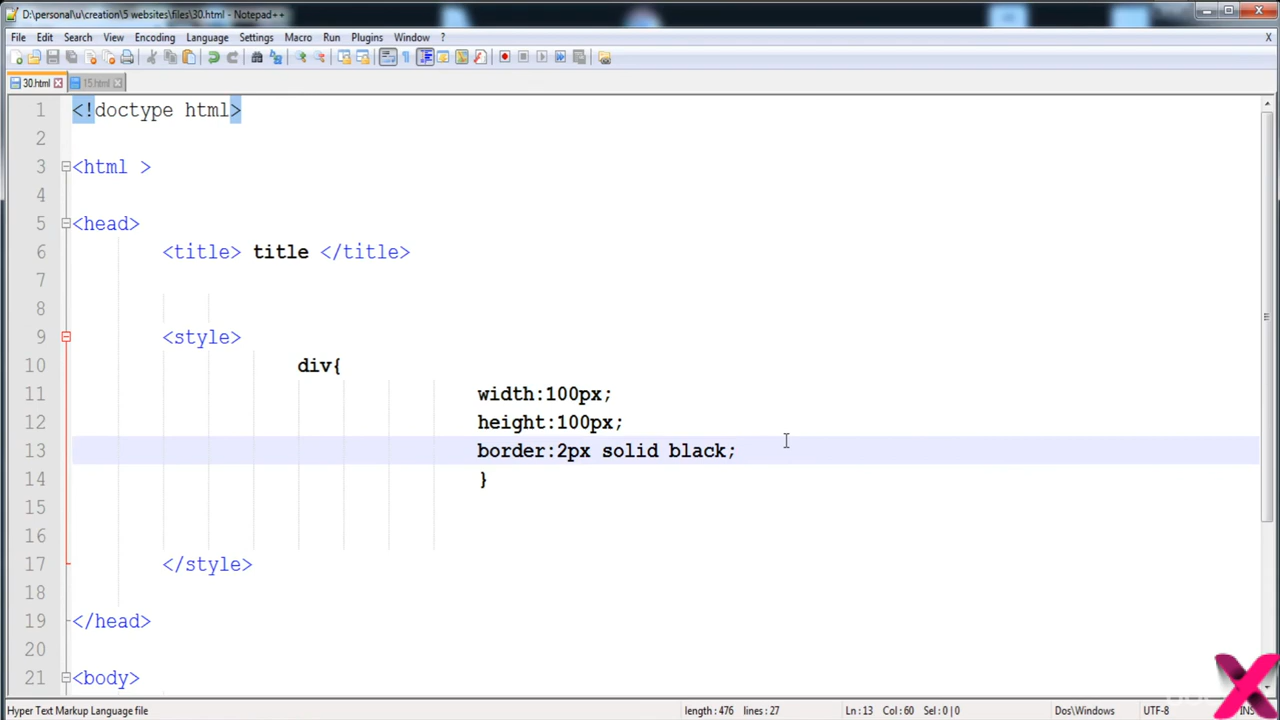 D:\personal\u\creation\5 websites\files\30.html - Notepad++
File Edit Search View Encoding Language Settings Macro Run Plugins Window ? X
30.html 15.html
1 <!doctype html>
2
3 <html >
4
5 <head>
6 <title> title </title>
7
8
9 <style>
10 div{
11 width:100px;
12 height:100px;
13 border:2px solid black;
14 }
15
16
17 </style>
18
19 </head>
20
21 <body>
Hyper Text Markup Language file length : 476 lines : 27 Ln : 13 Col : 60 Sel : 0 | 0 Dos\Windows UTF-8 INS